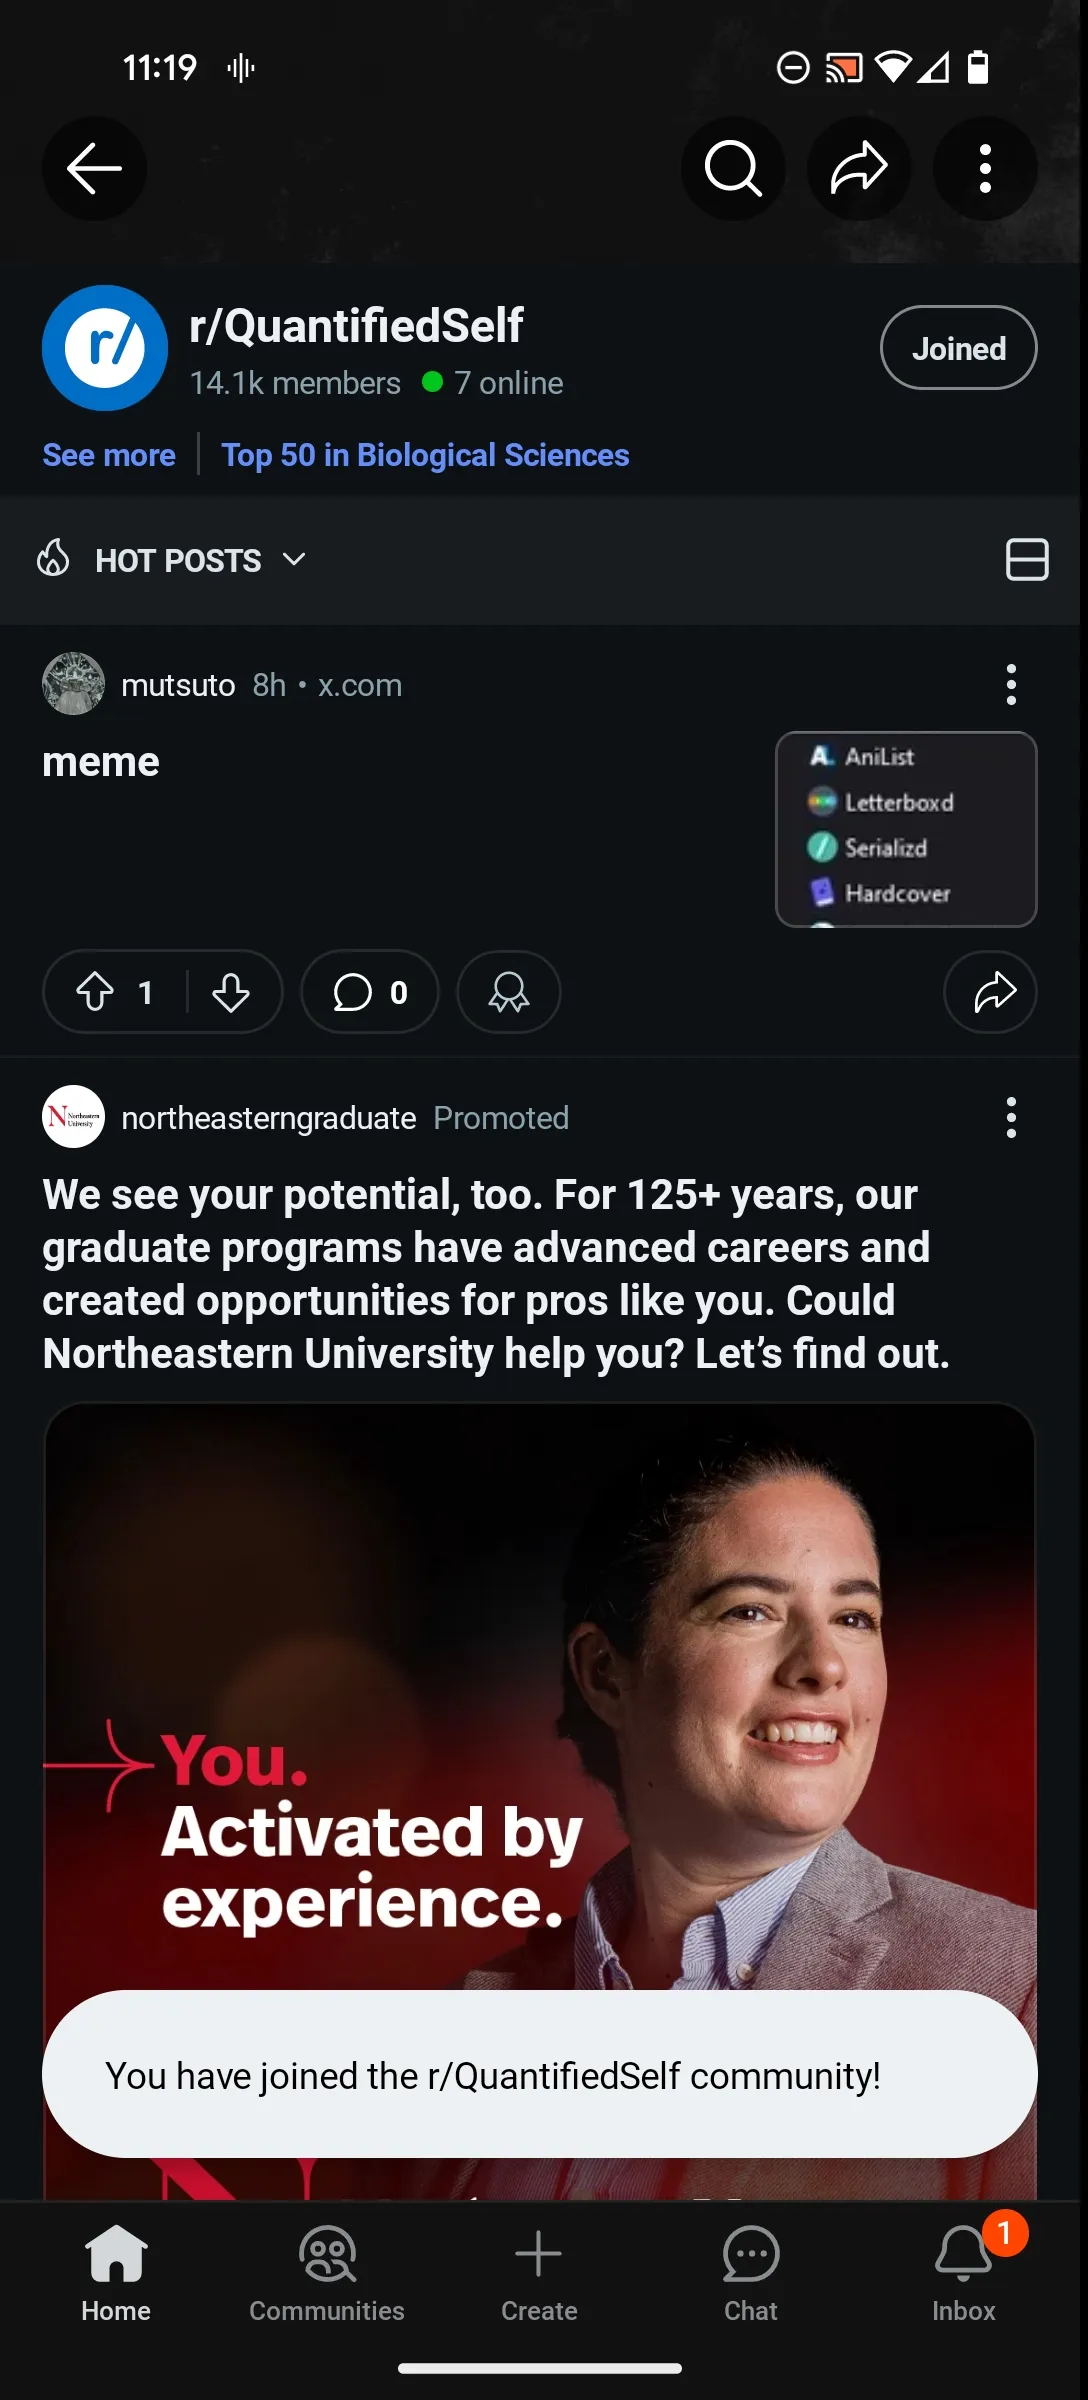 11:19
r/
r/QuantifiedSelf
14.1k members 7 online
Joined
See more
Top 50 in Biological Sciences
HOT POSTS
mutsuto 8h • x.com
meme
AniList
Letterboxd
Serializd
Hardcover
1
0
N Northeastern
University
northeasterngraduate Promoted
We see your potential, too. For 125+ years, our
graduate programs have advanced careers and
created opportunities for pros like you. Could
Northeastern University help you? Let’s find out.
You.
Activated by
experience.
You have joined the r/QuantifiedSelf community!
Home
Communities
Create
Chat
1
Inbox